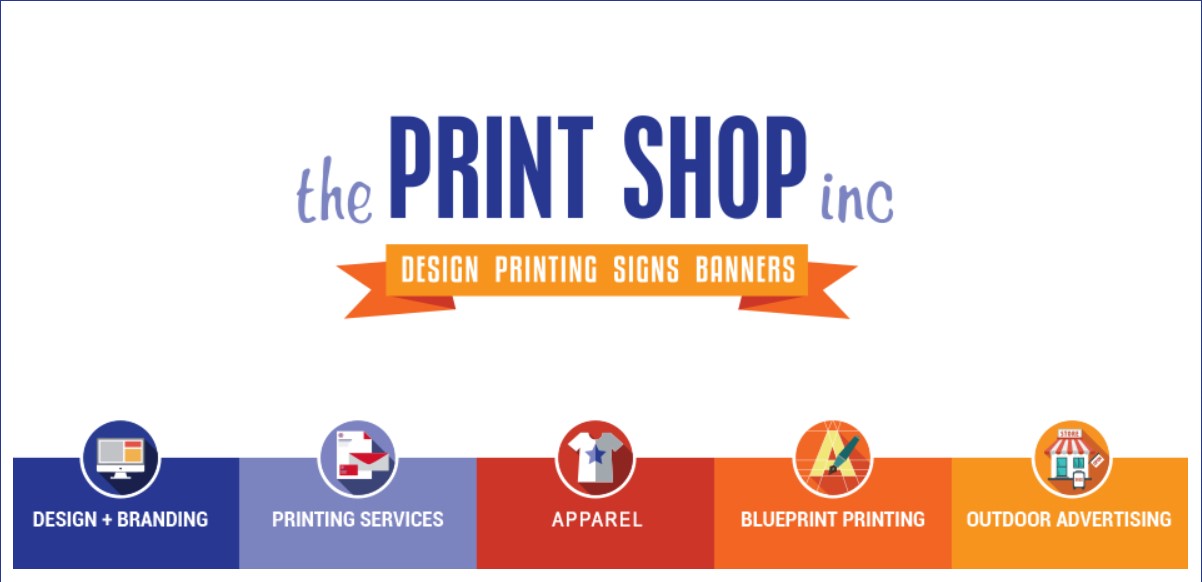 the PRINT SHOP inc
DESIGN PRINTING SIGNS BANNERS
STORE
DESIGN + BRANDING
PRINTING SERVICES
APPAREL
BLUEPRINT PRINTING
OUTDOOR ADVERTISING